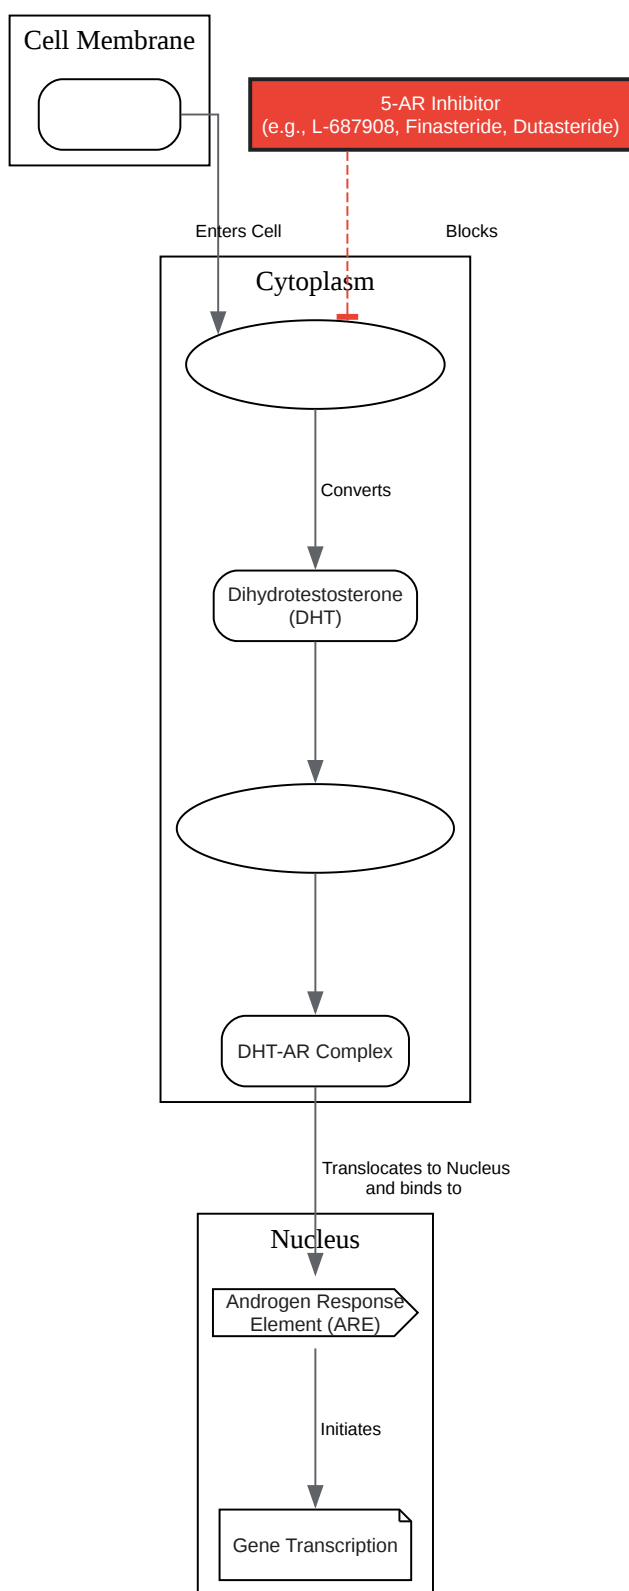 Cell Membrane
5-AR Inhibitor
(e.g., L-687908, Finasteride, Dutasteride)
Enters Cell
Blocks
Cytoplasm
Converts
Dihydrotestosterone
(DHT)
DHT-AR Complex
Translocates to Nucleus
and binds to
Nucleus
Androgen Response
Element (ARE)
Initiates
Gene Transcription